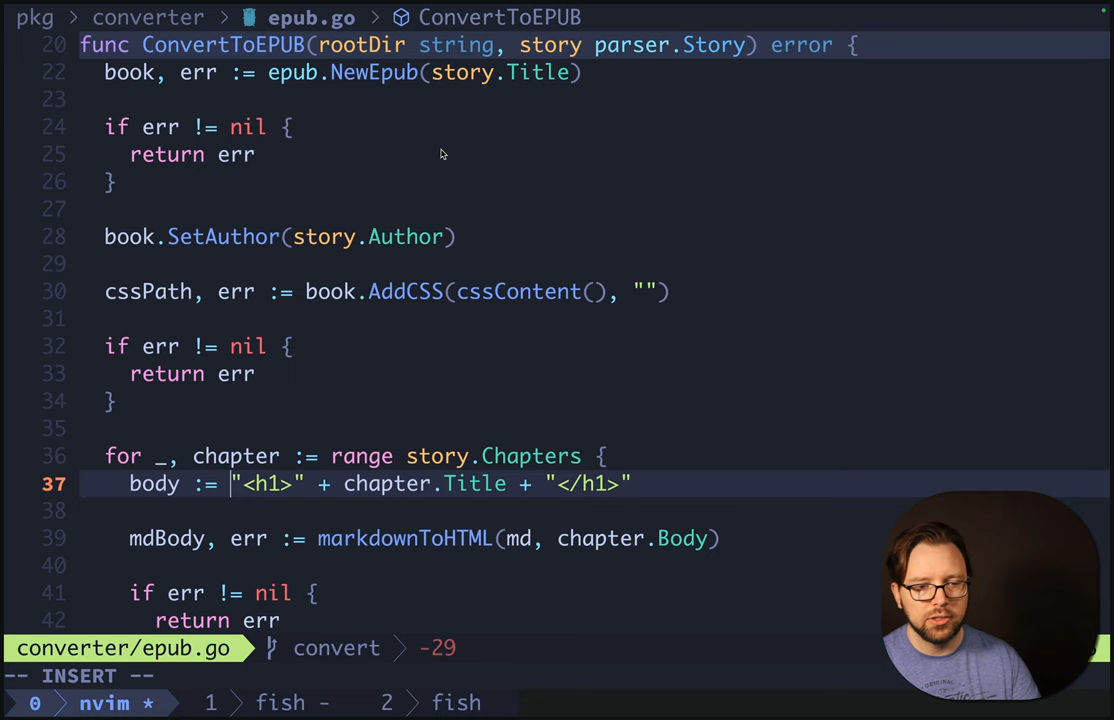 pkg > converter > epub.go > ConvertToEPUB
20 func ConvertToEPUB(rootDir string, story parser.Story) error {
22 book, err := epub.NewEpub(story.Title)
23
24 if err != nil {
25 return err
26 }
27
28 book.SetAuthor(story.Author)
29
30 cssPath, err := book.AddCSS(cssContent(), "")
31
32 if err != nil {
33 return err
34 }
35
36 for _, chapter := range story.Chapters {
37 body := "<h1>" + chapter.Title + "</h1>"
38
39 mdBody, err := markdownToHTML(md, chapter.Body)
40
41 if err != nil {
42 return err
converter/epub.go convert > -29
-- INSERT --
0 > nvim * 1 > fish - 2 > fish